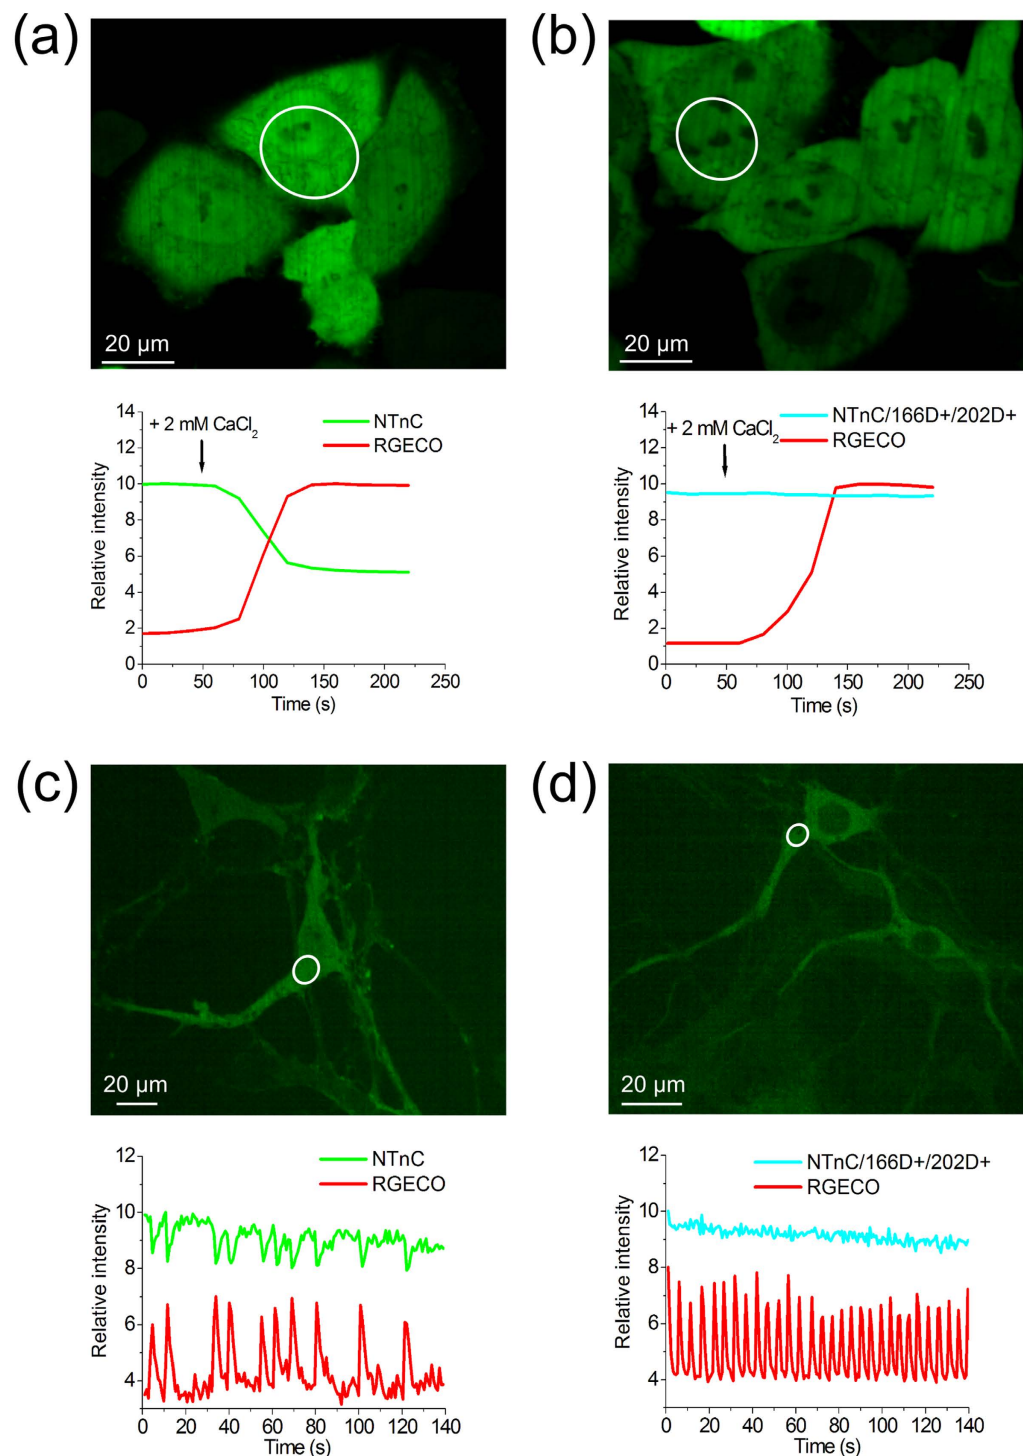 (a)
(b)
20 µm
20 µm
14
12
10
8
6
4
2
0
Relative intensity
+ 2 mM CaCl2
NTnC
RGECO
0 50 100 150 200 250
Time (s)
14
12
10
8
6
4
2
0
Relative intensity
+ 2 mM CaCl2
NTnC/166D+/202D+
RGECO
0 50 100 150 200 250
Time (s)
(c)
(d)
20 µm
20 µm
12
10
8
6
4
Relative intensity
NTnC
RGECO
0 20 40 60 80 100 120 140
Time (s)
12
10
8
6
4
Relative intensity
NTnC/166D+/202D+
RGECO
0 20 40 60 80 100 120 140
Time (s)